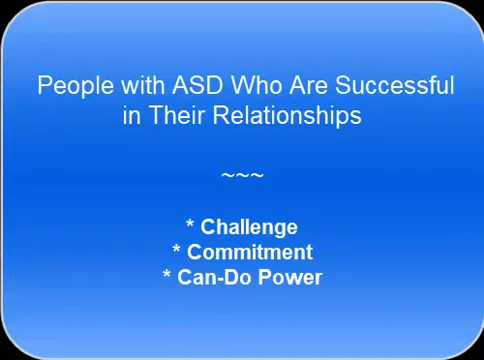 People with ASD Who Are Successful
in Their Relationships
~~~
* Challenge
* Commitment
* Can-Do Power